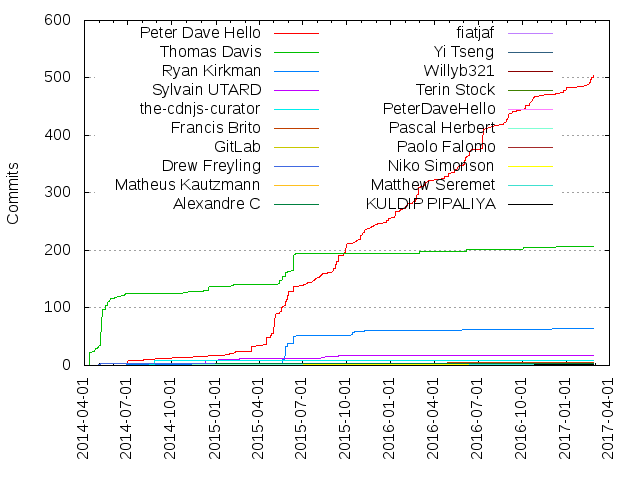 600
500
400
300
200
100
0
Commits
Peter Dave Hello
Thomas Davis
Ryan Kirkman
Sylvain UTARD
the-cdnjs-curator
Francis Brito
GitLab
Drew Freyling
Matheus Kautzmann
Alexandre C
fiatjaf
Yi Tseng
Willyb321
Terin Stock
PeterDaveHello
Pascal Herbert
Paolo Falomo
Niko Simonson
Matthew Seremet
KULDIP PIPALIYA
2014-04-01
2014-07-01
2014-10-01
2015-01-01
2015-04-01
2015-07-01
2015-10-01
2016-01-01
2016-04-01
2016-07-01
2016-10-01
2017-01-01
2017-04-01